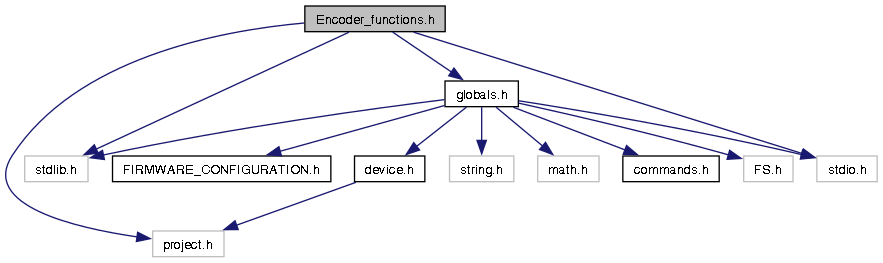 Encoder_functions.h
globals.h
stdlib.h
FIRMWARE_CONFIGURATION.h
device.h
string.h
math.h
commands.h
FS.h
stdio.h
project.h